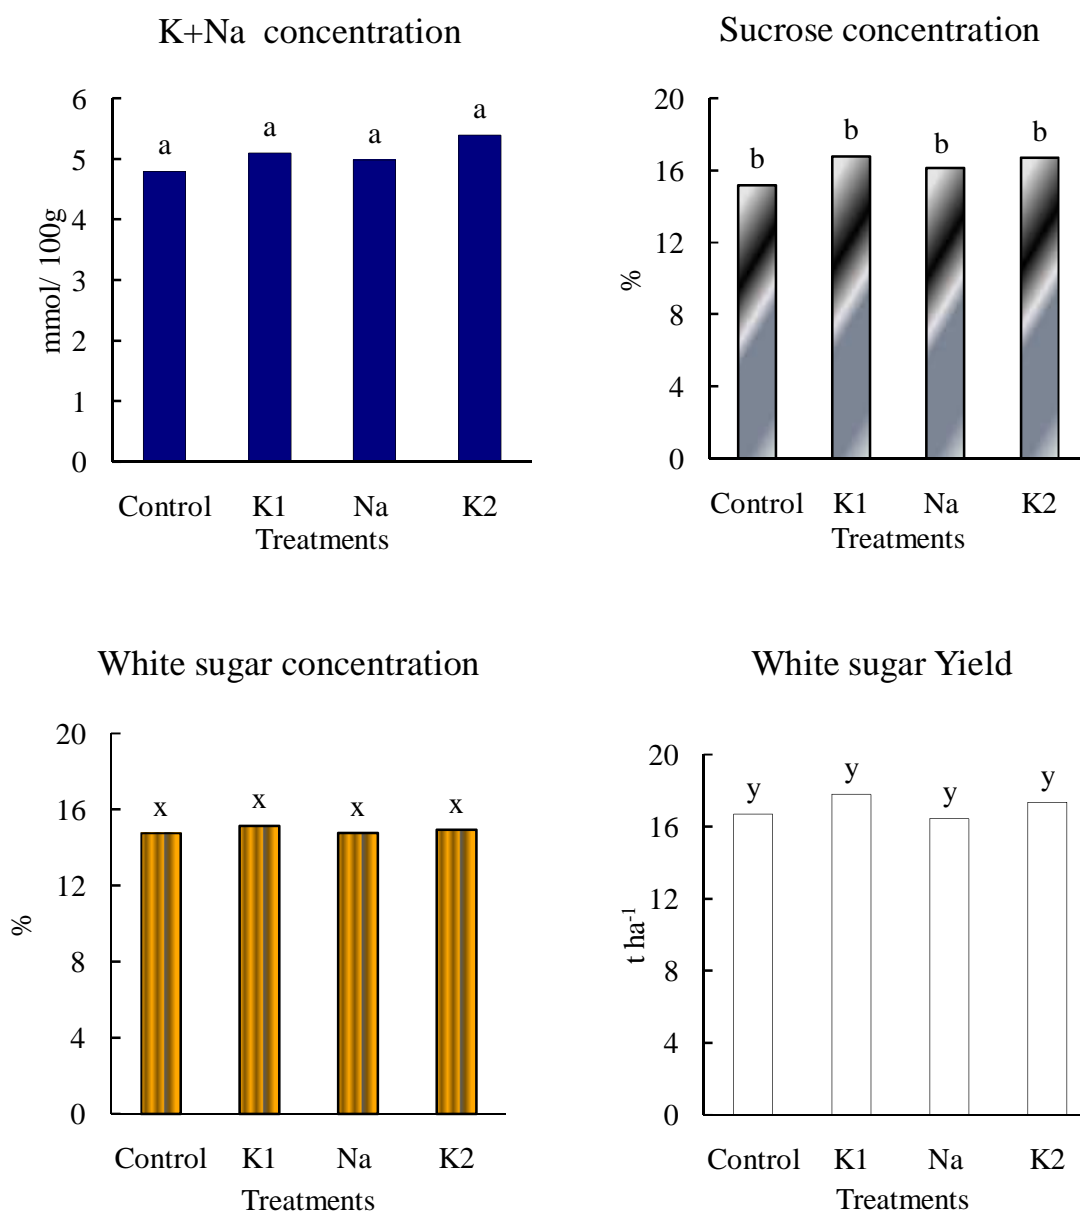 K+Na concentration
6
5
4
3
2
1
0
mmol/ 100g
a
a
a
a
Control K1 Na K2
Treatments
Sucrose concentration
20
16
12
8
4
0
%
b
b
b
b
Control K1 Na K2
Treatments
White sugar concentration
20
16
12
8
4
0
%
x
x
x
x
Control K1 Na K2
Treatments
White sugar Yield
20
16
12
8
4
0
t ha⁻¹
y
y
y
y
Control K1 Na K2
Treatments